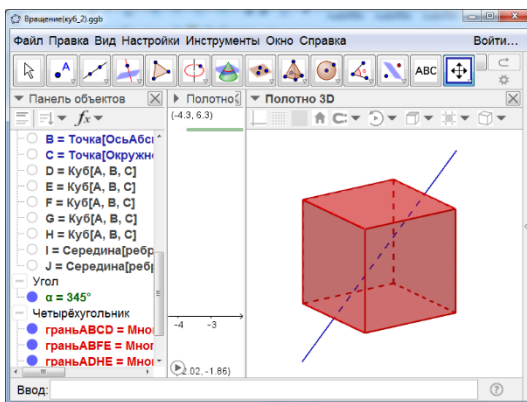 Вращение(куб_2).ggb
Файл Правка Вид Настройки Инструменты Окно Справка Войти...
A ABC
Панель объектов Полотно Полотно 3D
(-4.3, 6.3)
fx
B = Точка[ОсьАбс
C = Точка[Окружн
D = Куб[A, B, C]
E = Куб[A, B, C]
F = Куб[A, B, C]
G = Куб[A, B, C]
H = Куб[A, B, C]
I = Середина[ребр
J = Середина[ребр
Угол
α = 345°
Четырёхугольник
граньABCD = Мног
граньABFE = Мног
граньADHE = Мног
-4 -3
.02, -1.86)
Ввод: